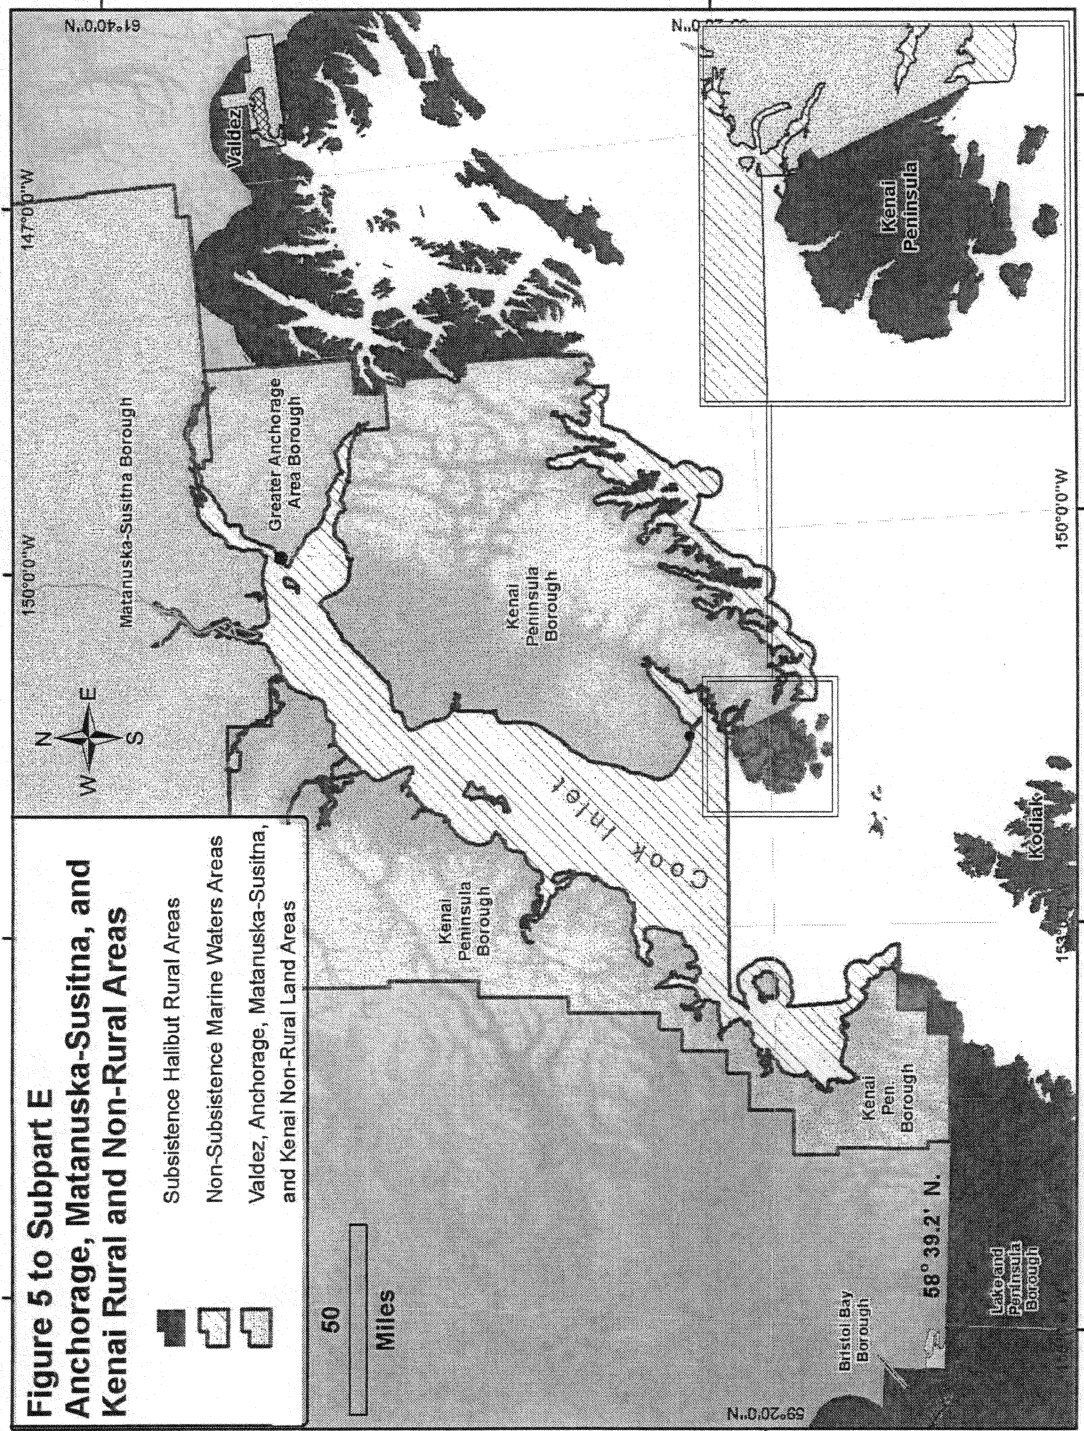 Figure 5 to Subpart E
Anchorage, Matanuska-Susitna, and
Kenai Rural and Non-Rural Areas
Subsistence Halibut Rural Areas
Non-Subsistence Marine Waters Areas
Valdez, Anchorage, Matanuska-Susitna,
and Kenai Non-Rural Land Areas
50
Miles
N
W
E
S
150°0'0"W
147°0'0"W
61°40'0"N
Matanuska-Susitna Borough
Valdez
Greater Anchorage
Area Borough
Kenai
Peninsula
Borough
Kenai
Peninsula
Borough
Cook Inlet
Kenai
Pen.
Borough
58° 39.2' N.
Bristol Bay
Borough
Lake and
Peninsula
Borough
Kodiak
Kenai
Peninsula
59°20'0"N
150°0'0"W